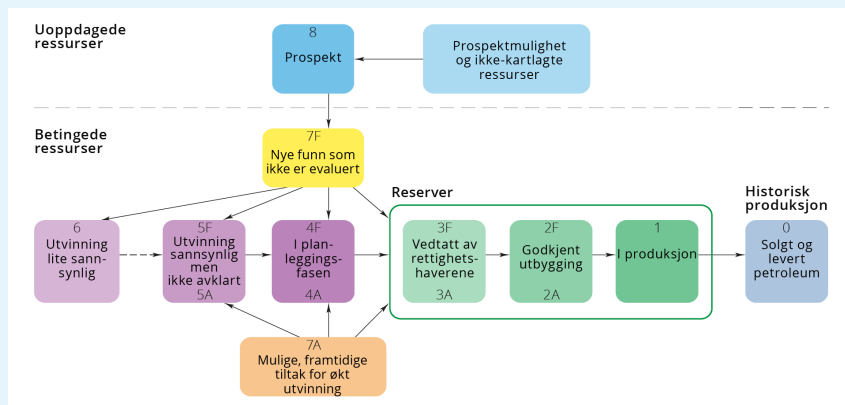 Uoppdagede
ressurser
8
Prospekt
Prospektmulighet
og ikke-kartlagte
ressurser
Betingede
ressurser
7F
Nye funn som
ikke er evaluert
Reserver
Historisk
produksjon
6
Utvinning
lite sann-
synlig
5F
Utvinning
sannsynlig
men
ikke avklart
5A
4F
I plan-
leggings-
fasen
4A
3F
Vedtatt av
rettighets-
haverene
3A
2F
Godkjent
utbygging
2A
1
I produksjon
0
Solgt og
levert
petroleum
7A
Mulige, framtidige
tiltak for økt
utvinning